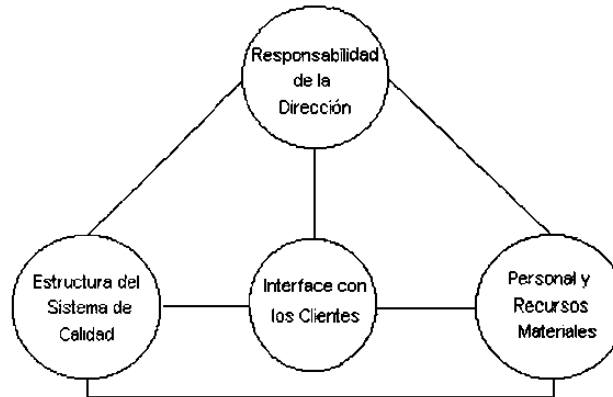 Responsabilidad
de la
Dirección
Estructura del
Sistema de
Calidad
Interface con
los Clientes
Personal y
Recursos
Materiales